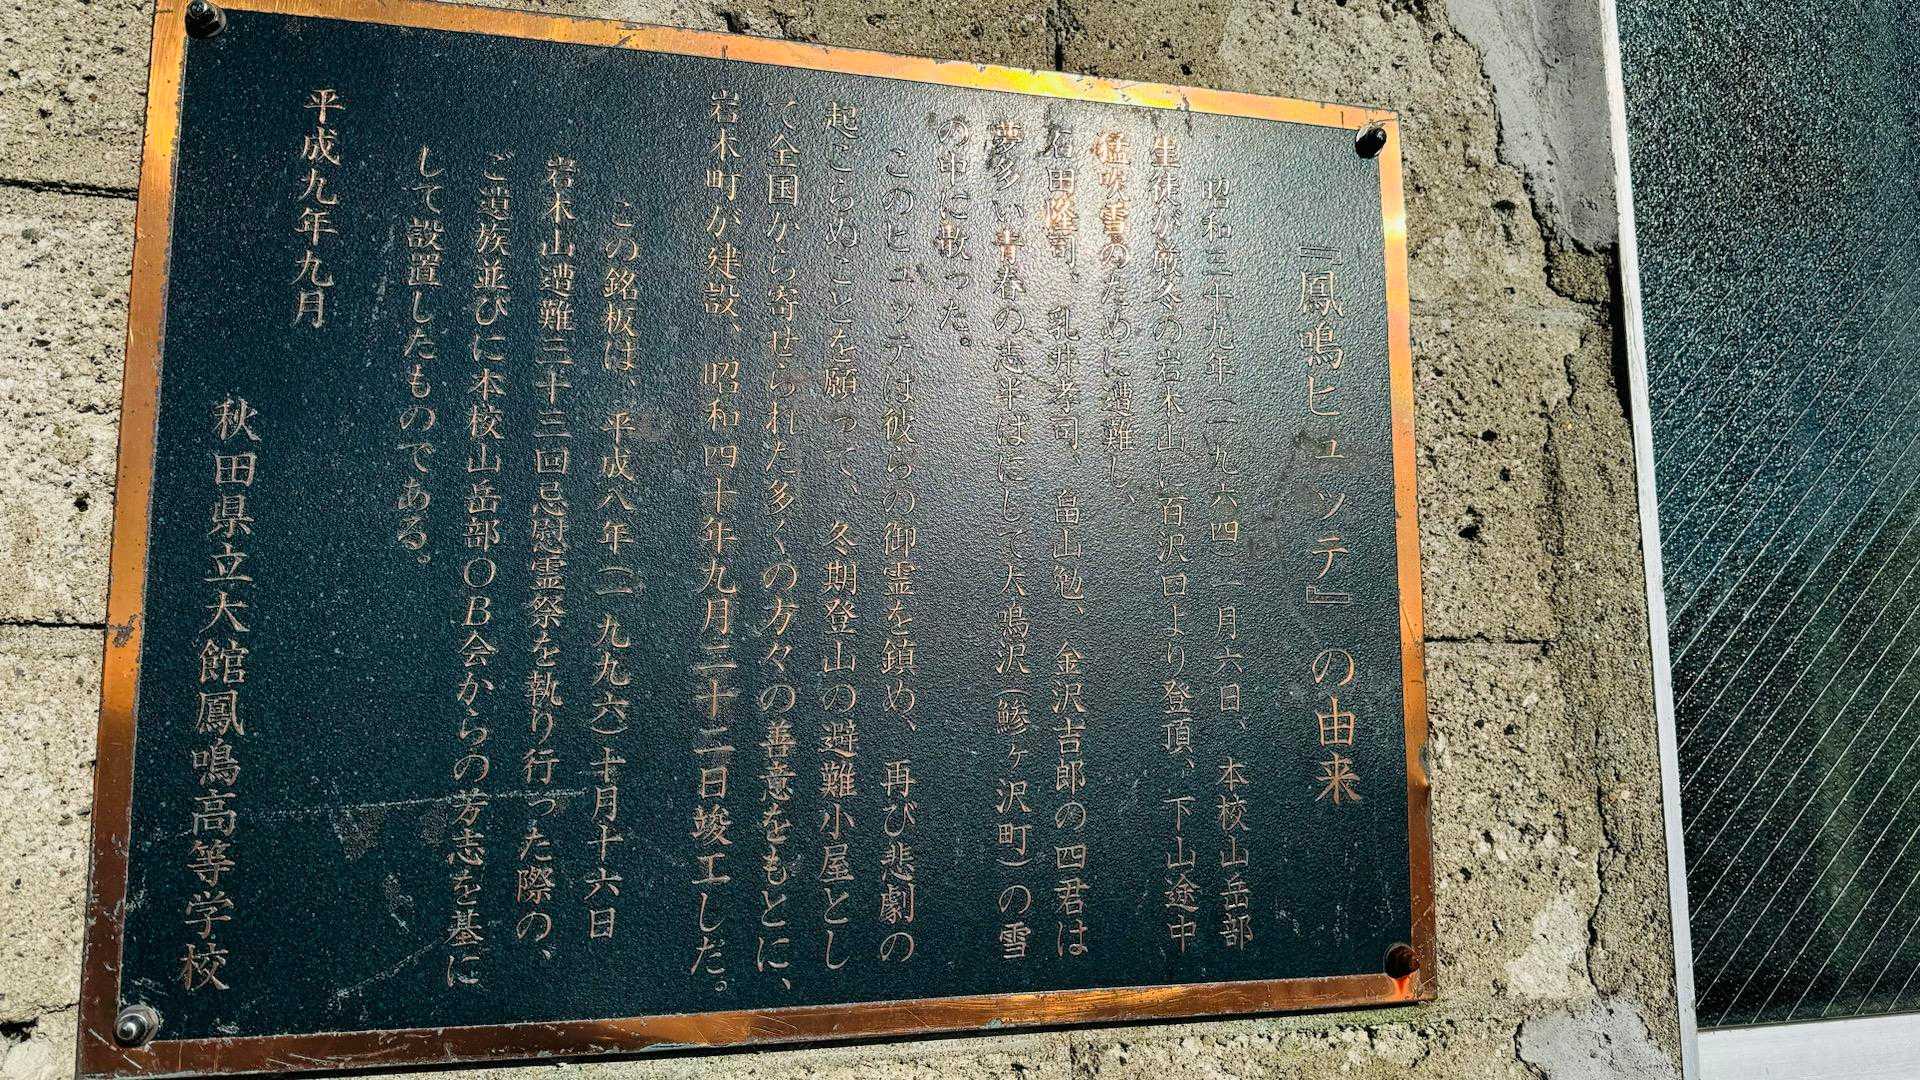 『鳳鳴ヒュッテ』の由来
昭和三十九年(一九六四)一月六日、本校山岳部
生徒が厳冬の岩木山に百沢口より登頂、下山途中
猛吹雪のために遭難し、
石田隆司、乳井孝司、畠山勉、金沢吉郎の四君は
夢多い青春の志半ばにして大鳴沢(鰺ヶ沢町)の雪
の中に散った。
このヒュッテは彼らの御霊を鎮め、再び悲劇の
起こらぬことを願って、冬期登山の避難小屋とし
て全国から寄せられた多くの方々の善意をもとに、
岩木町が建設、昭和四十年九月二十二日竣工した。
この銘板は、平成八年(一九九六)十月十六日
岩木山遭難三十三回忌慰霊祭を執り行った際の、
ご遺族並びに本校山岳部OB会からの芳志を基に
して設置したものである。
平成九年九月
秋田県立大館鳳鳴高等学校